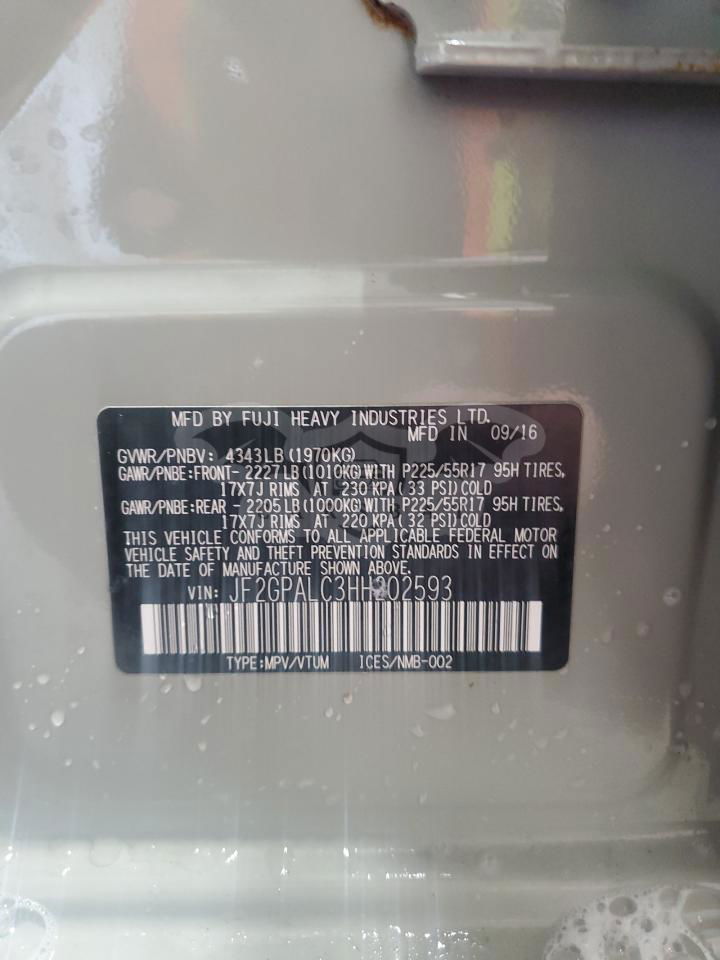 MFD BY FUJI HEAVY INDUSTRIES LTD.
MFD IN 09/16
GVWR/PNBV: 4343LB(1970KG)
GAWR/PNBE:FRONT- 2227LB(1010KG)WITH P225/55R17 95H TIRES,
17X7J RIMS AT 230 KPA(33 PSI)COLD
GAWR/PNBE:REAR - 2205LB(1000KG)WITH P225/55R17 95H TIRES,
17X7J RIMS AT 220 KPA(32 PSI)COLD
THIS VEHICLE CONFORMS TO ALL APPLICABLE FEDERAL MOTOR
VEHICLE SAFETY AND THEFT PREVENTION STANDARDS IN EFFECT ON
THE DATE OF MANUFACTURE SHOWN ABOVE.
VIN: JF2GPALC3HH202593
TYPE:MPV/VTUM ICES/NMB-002